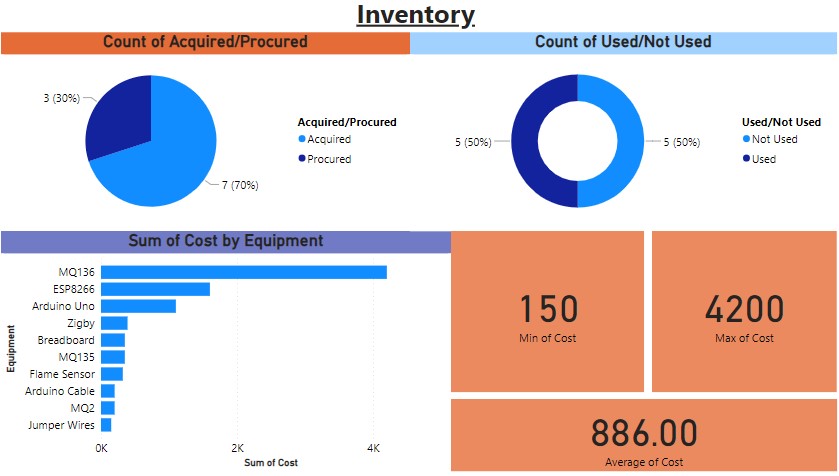 Inventory
Count of Acquired/Procured
3 (30%)
7 (70%)
Acquired/Procured
Acquired
Procured
Count of Used/Not Used
5 (50%)
5 (50%)
Used/Not Used
Not Used
Used
Sum of Cost by Equipment
Equipment
MQ136
ESP8266
Arduino Uno
Zigby
Breadboard
MQ135
Flame Sensor
Arduino Cable
MQ2
Jumper Wires
0K 2K 4K
Sum of Cost
150
Min of Cost
4200
Max of Cost
886.00
Average of Cost